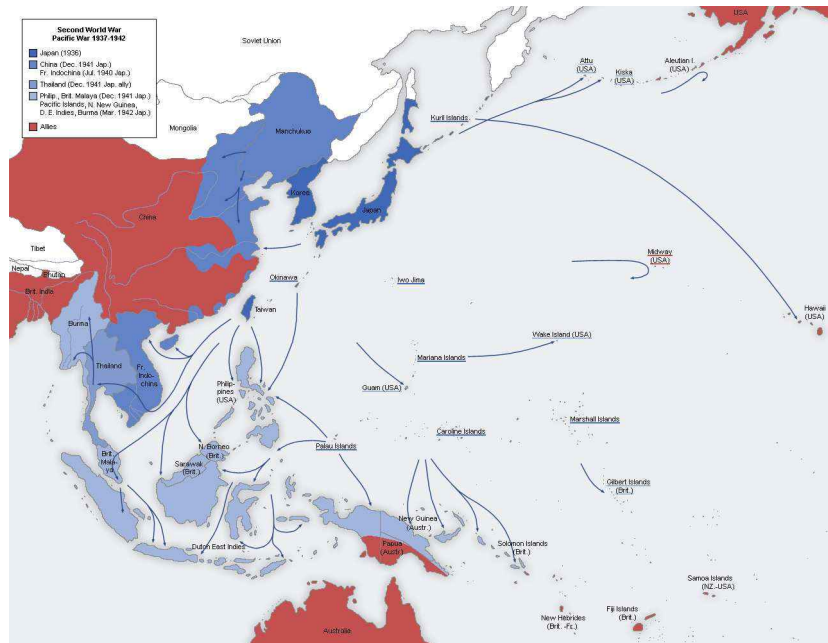 Second World War
Pacific War 1937-1942
Japan (1936)
China (Dec. 1941 Jap.)
Fr. Indochina (Jul. 1940 Jap.)
Thailand (Dec. 1941 Jap. ally)
Philip., Brit. Malaya (Dec. 1941 Jap.)
Pacific Islands, N. New Guinea,
D. E. Indies, Burma (Mar. 1942 Jap.)
Allies
Soviet Union
USA
Attu
(USA)
Kiska
(USA)
Aleutian I.
(USA)
Mongolia
Manchukuo
Kuril Islands
Korea
Japan
China
Tibet
Nepal
Bhutan
Brit. India
Okinawa
Iwo Jima
Midway
(USA)
Hawaii
(USA)
Taiwan
Burma
Thailand
Fr.
Indo-
china
Philip-
pines
(USA)
Mariana Islands
Wake Island (USA)
Guam (USA)
Marshall Islands
Caroline Islands
Palau Islands
Brit.
Mala-
ya
N. Borneo
(Brit.)
Sarawak
(Brit.)
Gilbert Islands
(Brit.)
New Guinea
(Austr.)
Papua
(Austr.)
Solomon Islands
(Brit.)
Dutch East Indies
Samoa Islands
(NZ.-USA)
New Hebrides
(Brit. -Fr.)
Fiji Islands
(Brit.)
Australia